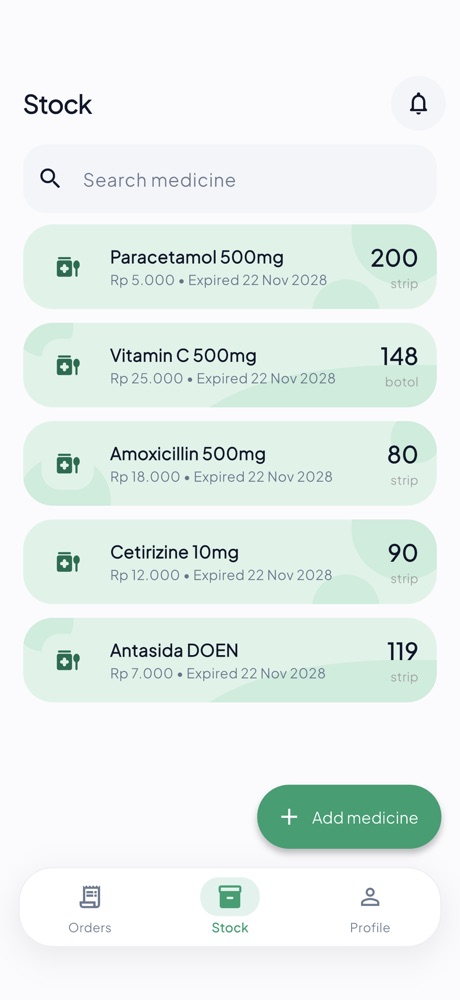 Stock
Search medicine
Paracetamol 500mg
200
Rp 5.000 • Expired 22 Nov 2028
strip
Vitamin C 500mg
148
Rp 25.000 • Expired 22 Nov 2028
botol
Amoxicillin 500mg
80
Rp 18.000 • Expired 22 Nov 2028
strip
Cetirizine 10mg
90
Rp 12.000 • Expired 22 Nov 2028
strip
Antasida DOEN
119
Rp 7.000 • Expired 22 Nov 2028
strip
Add medicine
Orders
Stock
Profile